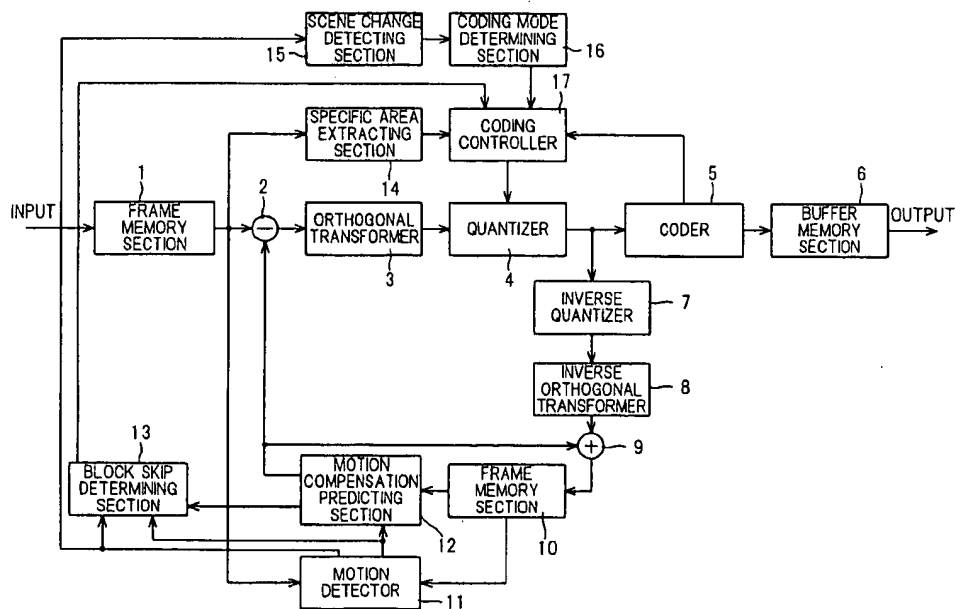 SCENE CHANGE
DETECTING
SECTION
15
CODING MODE
DETERMINING
SECTION
16
17
SPECIFIC AREA
EXTRACTING
SECTION
14
CODING
CONTROLLER
INPUT
1
FRAME
MEMORY
SECTION
2
−
ORTHOGONAL
TRANSFORMER
3
QUANTIZER
4
5
CODER
6
BUFFER
MEMORY
SECTION
OUTPUT
INVERSE
QUANTIZER
7
INVERSE
ORTHOGONAL
TRANSFORMER
8
+
9
13
BLOCK SKIP
DETERMINING
SECTION
MOTION
COMPENSATION
PREDICTING
SECTION
12
FRAME
MEMORY
SECTION
10
MOTION
DETECTOR
11